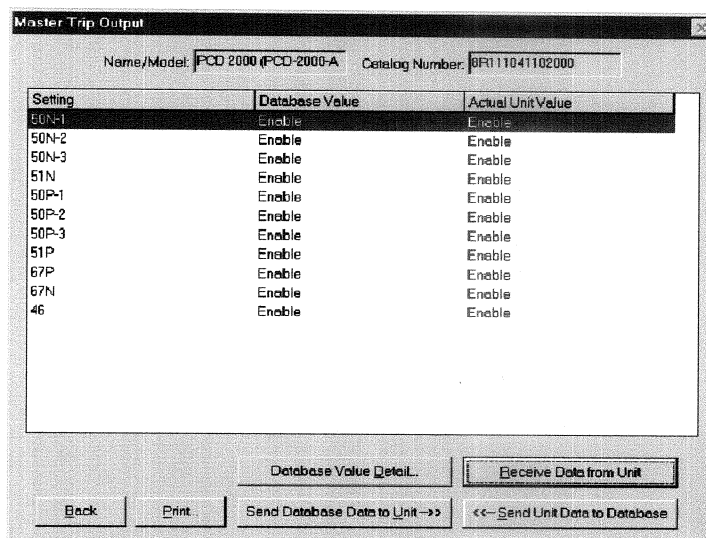 Master Trip Output
Name/Model: PCD 2000 (PCD-2000-A Catalog Number: 8R111041102000
Setting Database Value Actual Unit Value
50N-1 Enable Enable
50N-2 Enable Enable
50N-3 Enable Enable
51N Enable Enable
50P-1 Enable Enable
50P-2 Enable Enable
50P-3 Enable Enable
51P Enable Enable
67P Enable Enable
67N Enable Enable
46 Enable Enable
Database Value Detail... Receive Data from Unit
Back Print... Send Database Data to Unit -->> <<-- Send Unit Data to Database